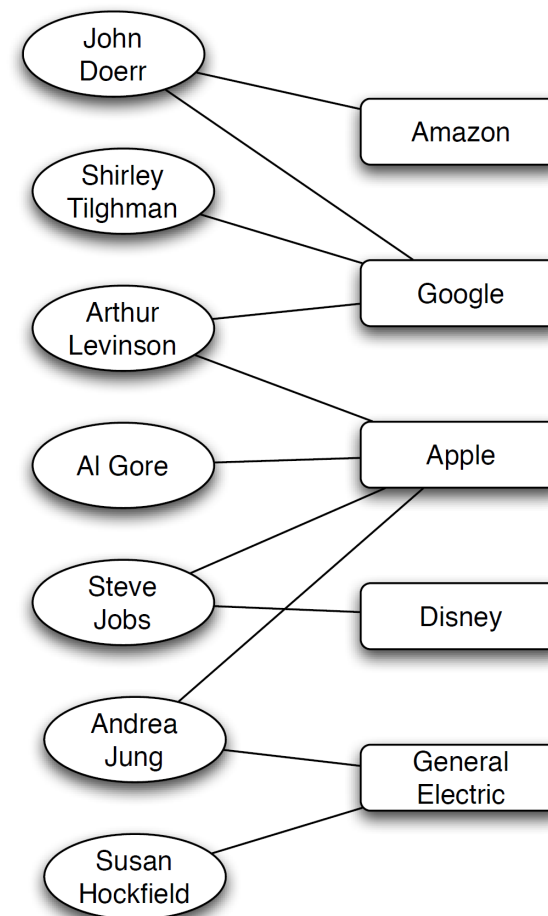 John
Doerr
Amazon
Shirley
Tilghman
Google
Arthur
Levinson
Apple
Al Gore
Steve
Jobs
Disney
Andrea
Jung
General
Electric
Susan
Hockfield